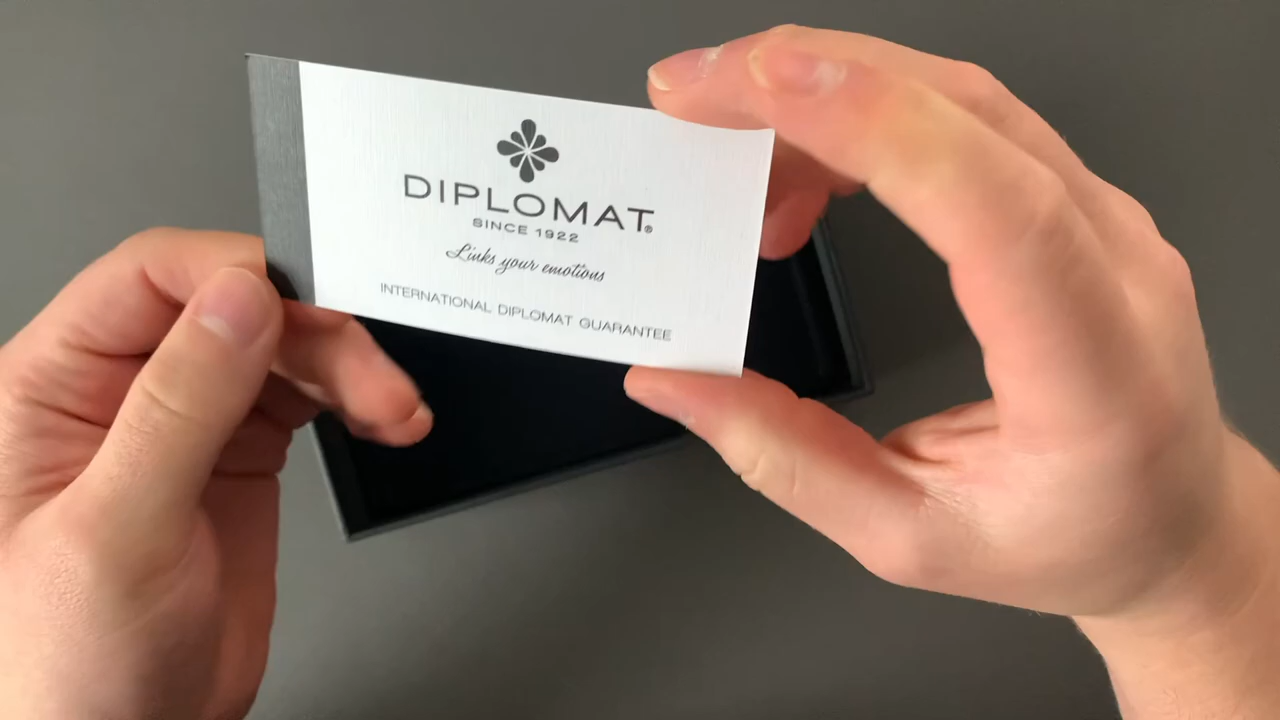 DIPLOMAT®
SINCE 1922
Links your emotions
INTERNATIONAL DIPLOMAT GUARANTEE